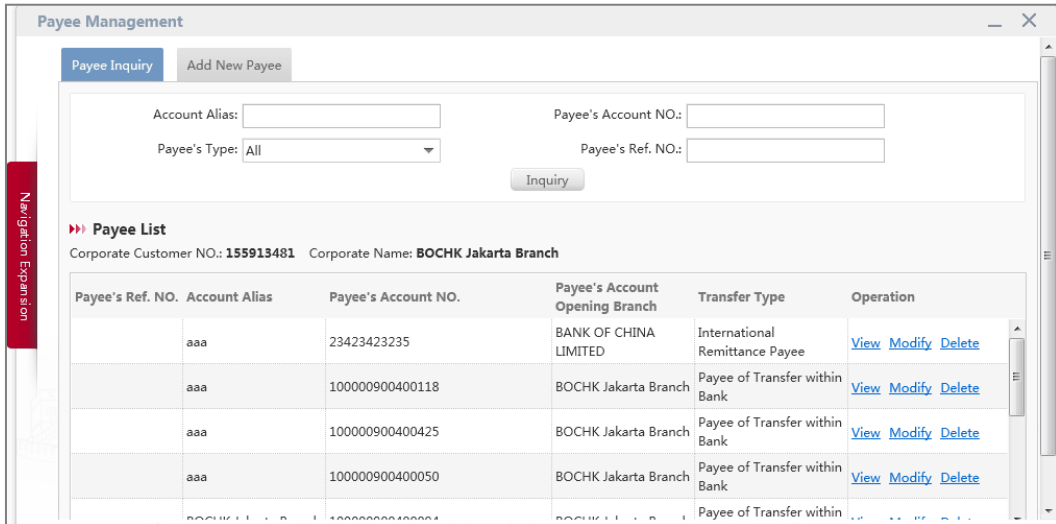 Payee Management
Payee Inquiry Add New Payee
Account Alias: Payee's Account NO.:
Payee's Type: All Payee's Ref. NO.:
Inquiry
Navigation Expansion
Payee List
Corporate Customer NO.: 155913481 Corporate Name: BOCHK Jakarta Branch
Payee's Ref. NO. Account Alias Payee's Account NO. Payee's Account Opening Branch Transfer Type Operation
aaa 23423423235 BANK OF CHINA LIMITED International Remittance Payee View Modify Delete
aaa 100000900400118 BOCHK Jakarta Branch Payee of Transfer within Bank View Modify Delete
aaa 100000900400425 BOCHK Jakarta Branch Payee of Transfer within Bank View Modify Delete
aaa 100000900400050 BOCHK Jakarta Branch Payee of Transfer within Bank View Modify Delete
Payee of Transfer within